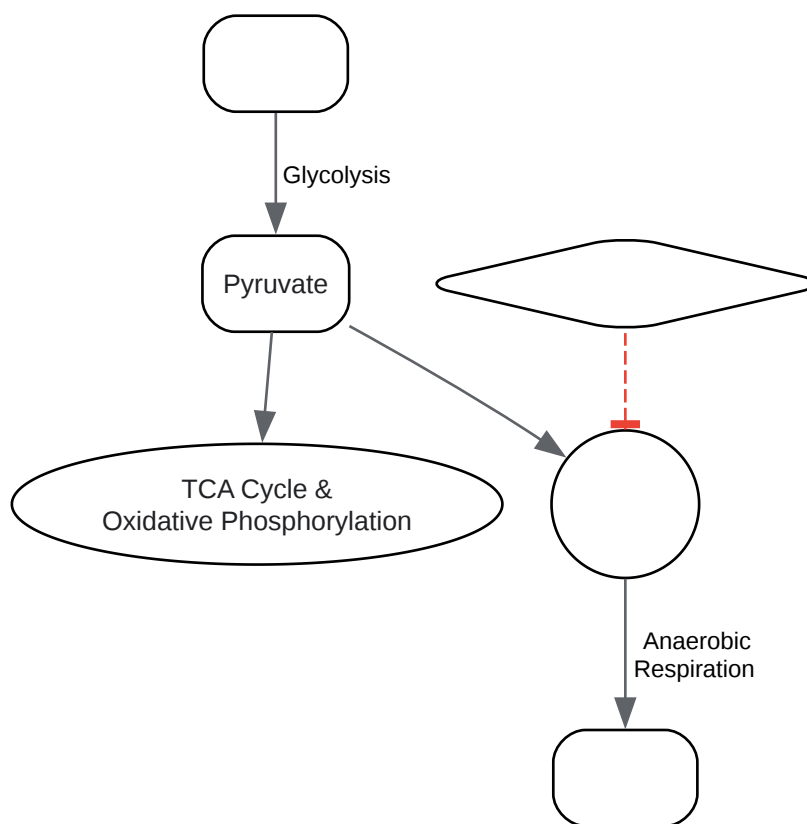 Glycolysis
Pyruvate
TCA Cycle &
Oxidative Phosphorylation
Anaerobic
Respiration